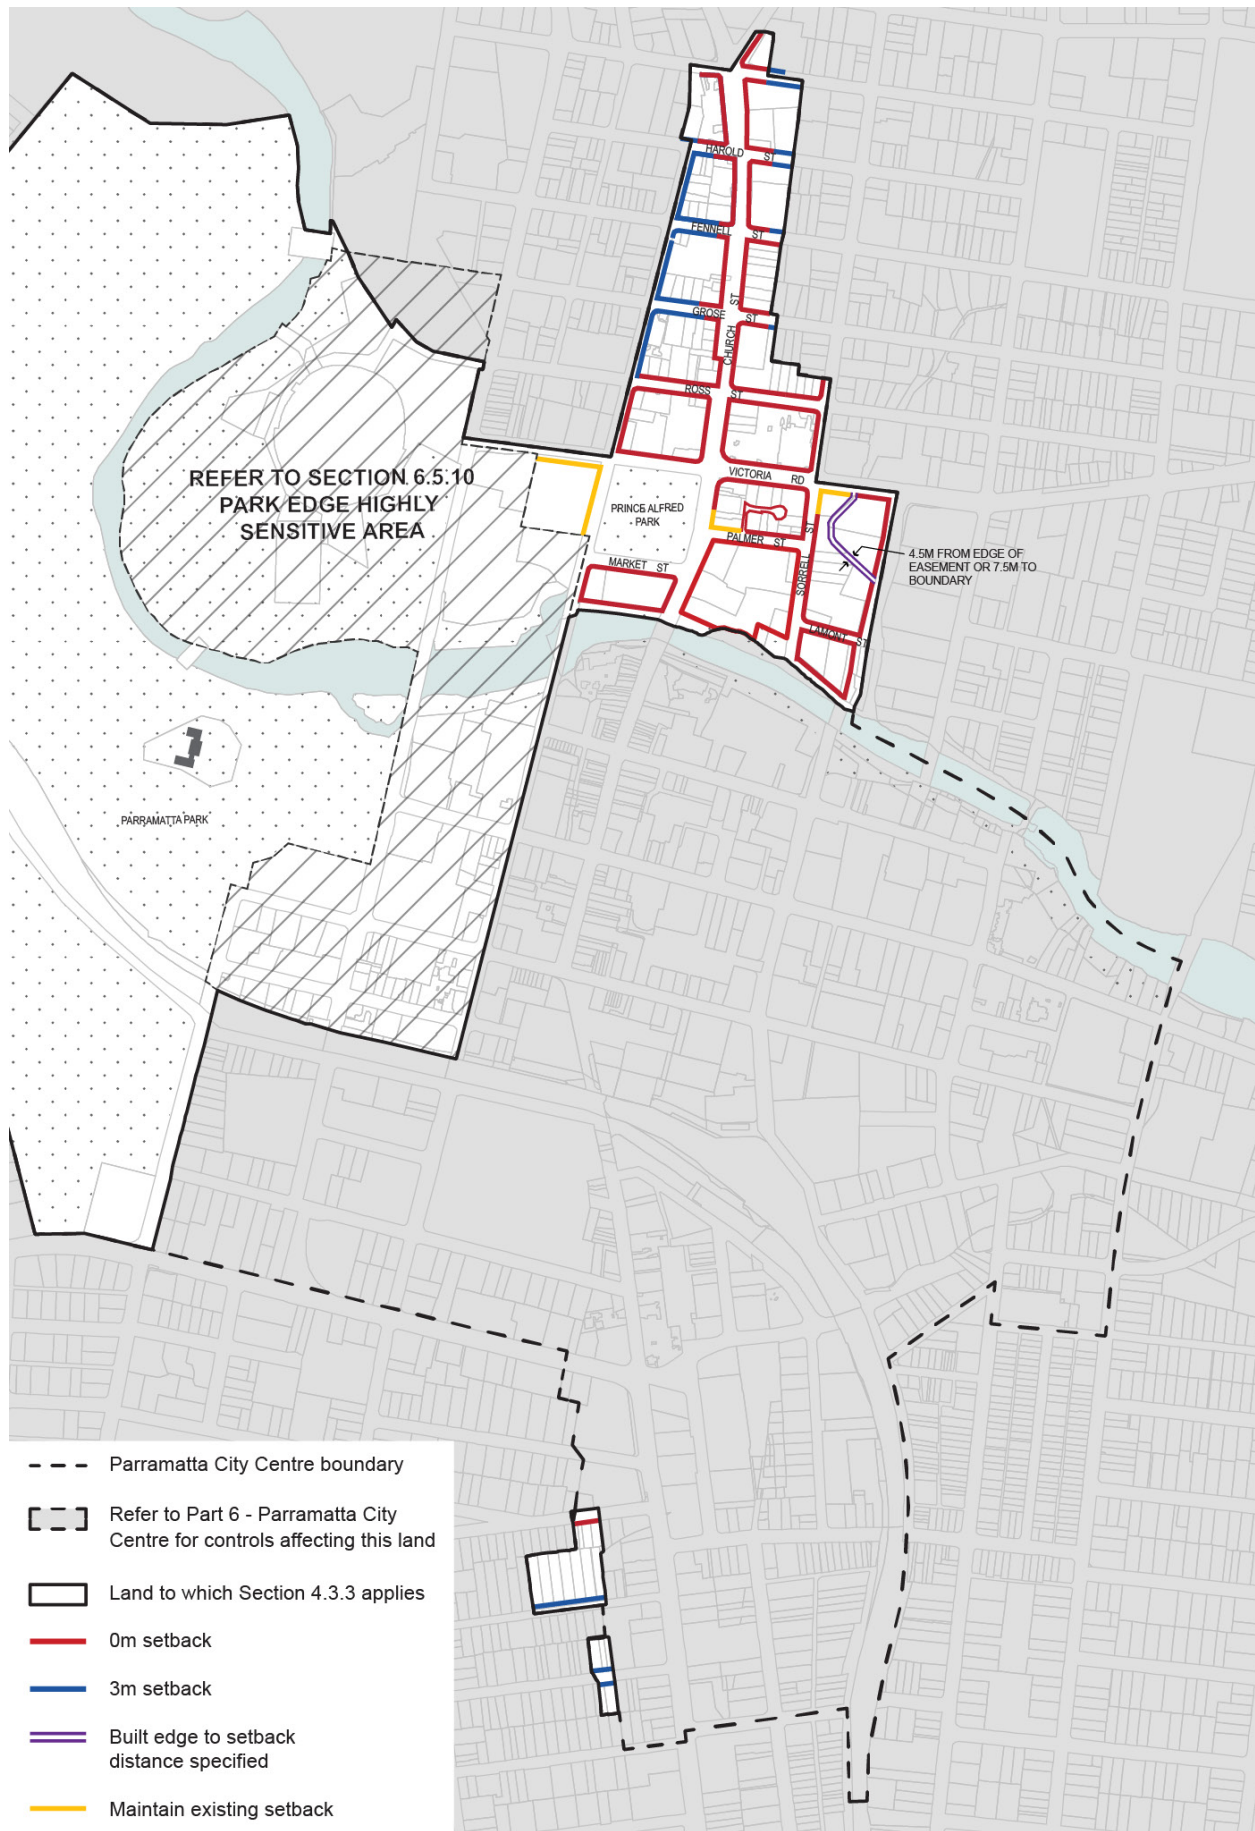 HAROLD ST
FENNELL ST
GROSE ST
CHURCH ST
ROSS ST
REFER TO SECTION 6.5.10
PARK EDGE HIGHLY
SENSITIVE AREA
VICTORIA RD
PRINCE ALFRED
PARK
PALMER ST
SORRELL ST
4.5M FROM EDGE OF
EASEMENT OR 7.5M TO
BOUNDARY
MARKET ST
LAMONT ST
PARRAMATTA PARK
Parramatta City Centre boundary
Refer to Part 6 - Parramatta City
Centre for controls affecting this land
Land to which Section 4.3.3 applies
0m setback
3m setback
Built edge to setback
distance specified
Maintain existing setback